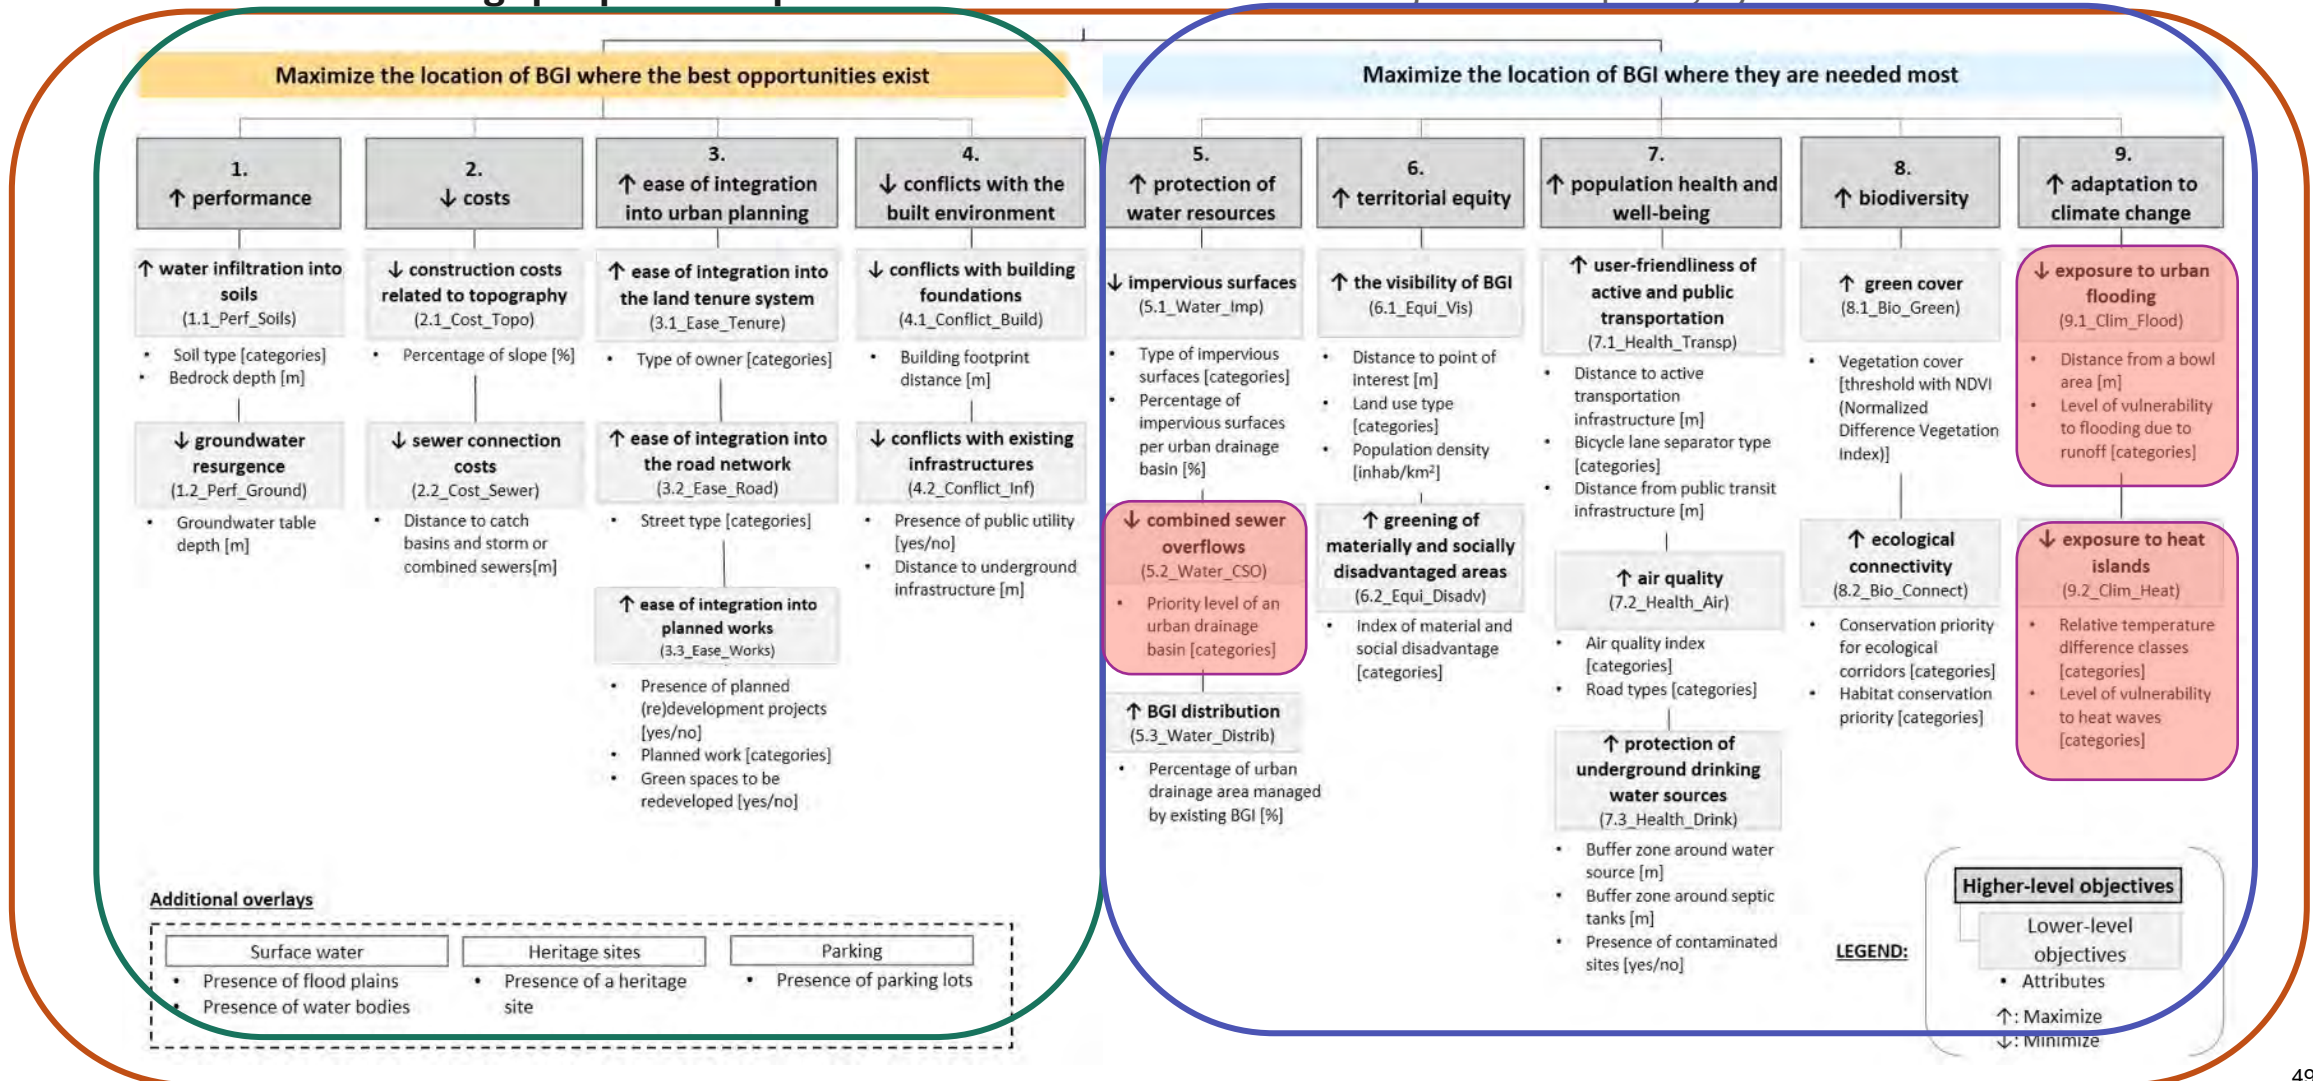 Maximize the location of BGI where the best opportunities exist
Maximize the location of BGI where they are needed most
1.
↑ performance
2.
↓ costs
3.
↑ ease of integration
into urban planning
4.
↓ conflicts with the
built environment
5.
↑ protection of
water resources
6.
↑ territorial equity
7.
↑ population health and
well-being
8.
↑ biodiversity
9.
↑ adaptation to
climate change
↑ water infiltration into
soils
(1.1_Perf_Soils)
• Soil type [categories]
• Bedrock depth [m]
↓ groundwater
resurgence
(1.2_Perf_Ground)
• Groundwater table
depth [m]
↓ construction costs
related to topography
(2.1_Cost_Topo)
• Percentage of slope [%]
↓ sewer connection
costs
(2.2_Cost_Sewer)
• Distance to catch
basins and storm or
combined sewers[m]
↑ ease of integration into
the land tenure system
(3.1_Ease_Tenure)
• Type of owner [categories]
↑ ease of integration into
the road network
(3.2_Ease_Road)
• Street type [categories]
↑ ease of integration into
planned works
(3.3_Ease_Works)
• Presence of planned
(re)development projects
[yes/no]
• Planned work [categories]
• Green spaces to be
redeveloped [yes/no]
↓ conflicts with building
foundations
(4.1_Conflict_Build)
• Building footprint
distance [m]
↓ conflicts with existing
infrastructures
(4.2_Conflict_Inf)
• Presence of public utility
[yes/no]
• Distance to underground
infrastructure [m]
↓ impervious surfaces
(5.1_Water_Imp)
• Type of impervious
surfaces [categories]
• Percentage of
impervious surfaces
per urban drainage
basin [%]
↓ combined sewer
overflows
(5.2_Water_CSO)
• Priority level of an
urban drainage
basin [categories]
↑ BGI distribution
(5.3_Water_Distrib)
• Percentage of urban
drainage area managed
by existing BGI [%]
↑ the visibility of BGI
(6.1_Equi_Vis)
• Distance to point of
interest [m]
• Land use type
[categories]
• Population density
(inhab/km²]
↑ greening of
materially and socially
disadvantaged areas
(6.2_Equi_Disadv)
• Index of material and
social disadvantage
[categories]
↑ user-friendliness of
active and public
transportation
(7.1_Health_Transp)
• Distance to active
transportation
infrastructure [m]
• Bicycle lane separator type
[categories]
• Distance from public transit
infrastructure [m]
↑ air quality
(7.2_Health_Air)
• Air quality index
[categories]
• Road types [categories]
↑ protection of
underground drinking
water sources
(7.3_Health_Drink)
• Buffer zone around water
source [m]
• Buffer zone around septic
tanks [m]
• Presence of contaminated
sites [yes/no]
↑ green cover
(8.1_Bio_Green)
• Vegetation cover
[threshold with NDVI
(Normalized
Difference Vegetation
Index)]
↑ ecological
connectivity
(8.2_Bio_Connect)
• Conservation priority
for ecological
corridors [categories]
• Habitat conservation
priority [categories]
↓ exposure to urban
flooding
(9.1_Clim_Flood)
• Distance from a bowl
area [m]
• Level of vulnerability
to flooding due to
runoff [categories]
↓ exposure to heat
islands
(9.2_Clim_Heat)
• Relative temperature
difference classes
[categories]
• Level of vulnerability
to heat waves
[categories]
Additional overlays
Surface water
• Presence of flood plains
• Presence of water bodies
Heritage sites
• Presence of a heritage
site
Parking
• Presence of parking lots
LEGEND:
Higher-level objectives
Lower-level
objectives
• Attributes
↑: Maximize
↓: Minimize
49